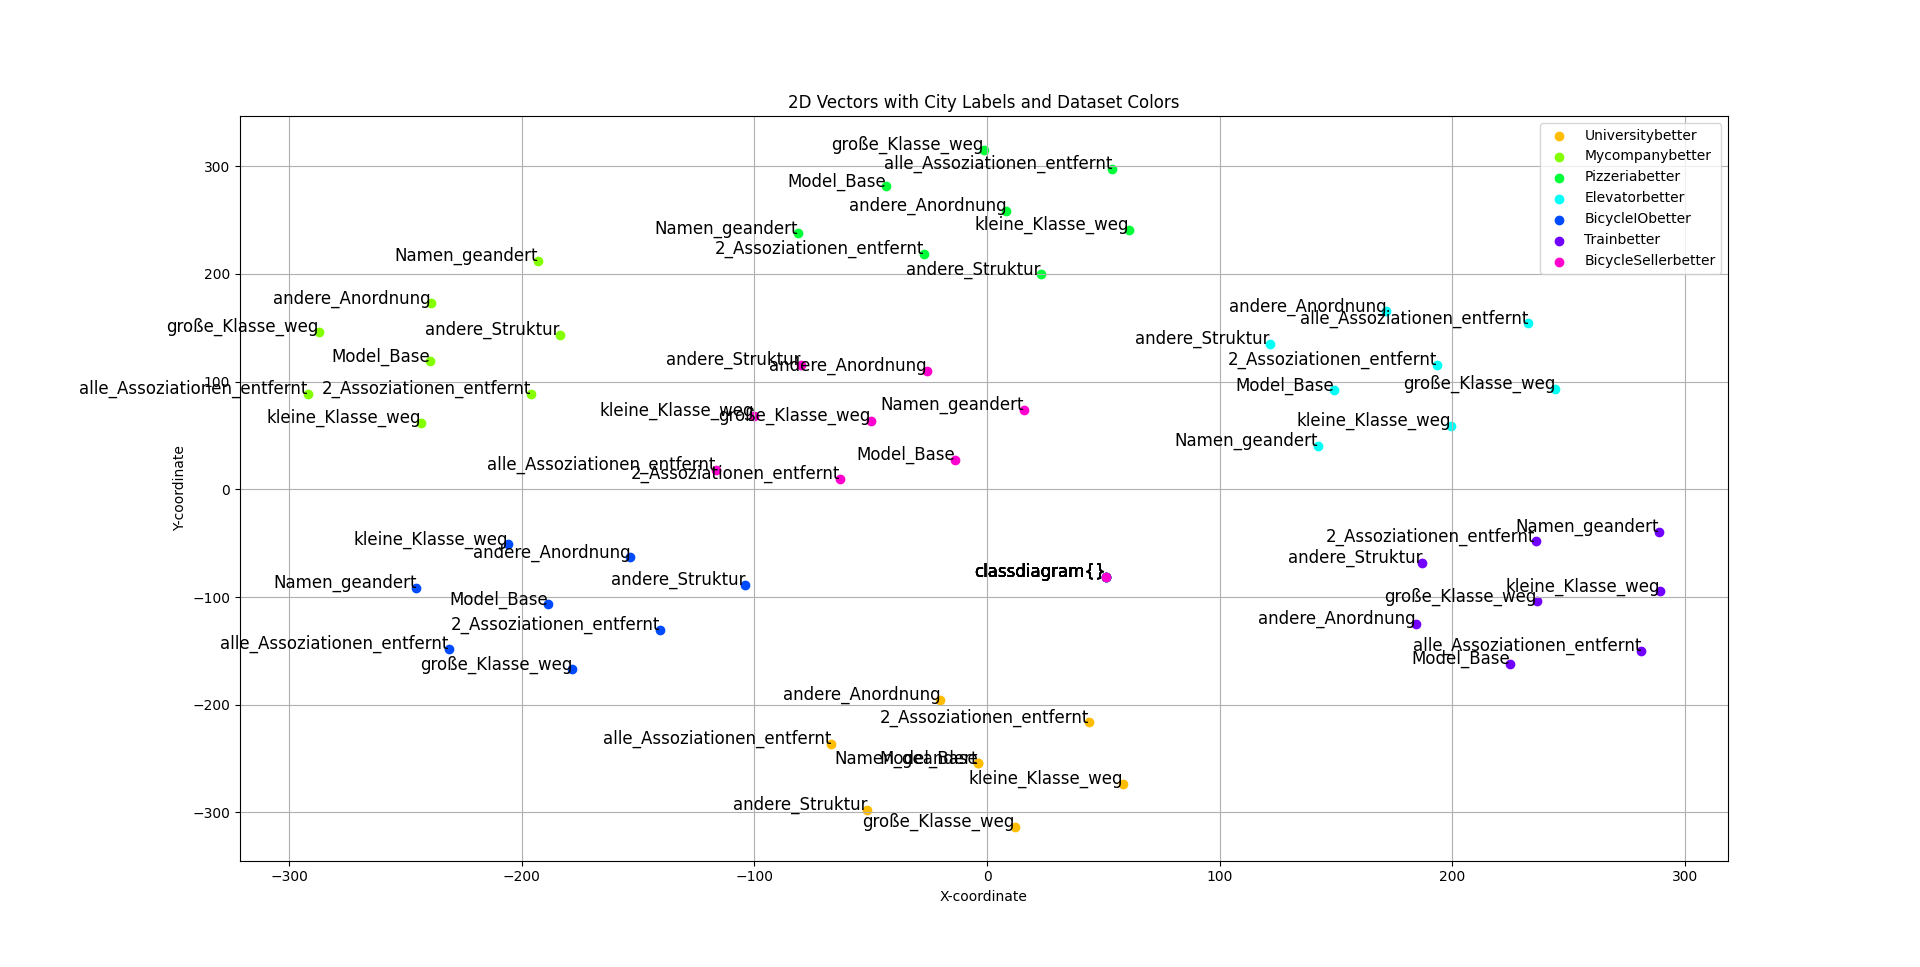 2D Vectors with City Labels and Dataset Colors
Universitybetter
Mycompanybetter
Pizzeriabetter
Elevatorbetter
BicycleIObetter
Trainbetter
BicycleSellerbetter
große_Klasse_weg
alle_Assoziationen_entfernt
Model_Base
andere_Anordnung
kleine_Klasse_weg
Namen_geandert
2_Assoziationen_entfernt
andere_Struktur
Namen_geandert
andere_Anordnung
große_Klasse_weg
andere_Struktur
Model_Base
alle_Assoziationen_entfernt
2_Assoziationen_entfernt
kleine_Klasse_weg
andere_Struktur
andere_Anordnung
kleine_Klasse_weg
große_Klasse_weg
Namen_geandert
Model_Base
alle_Assoziationen_entfernt
2_Assoziationen_entfernt
andere_Anordnung
alle_Assoziationen_entfernt
andere_Struktur
2_Assoziationen_entfernt
Model_Base
große_Klasse_weg
kleine_Klasse_weg
Namen_geandert
kleine_Klasse_weg
andere_Anordnung
Namen_geandert
andere_Struktur
Model_Base
2_Assoziationen_entfernt
alle_Assoziationen_entfernt
große_Klasse_weg
classdiagram{}
Namen_geandert
2_Assoziationen_entfernt
andere_Struktur
kleine_Klasse_weg
große_Klasse_weg
andere_Anordnung
alle_Assoziationen_entfernt
Model_Base
andere_Anordnung
2_Assoziationen_entfernt
alle_Assoziationen_entfernt
Namen_geandert
Model_Base
kleine_Klasse_weg
andere_Struktur
große_Klasse_weg
300
200
100
0
−100
−200
−300
Y-coordinate
−300
−200
−100
0
100
200
300
X-coordinate